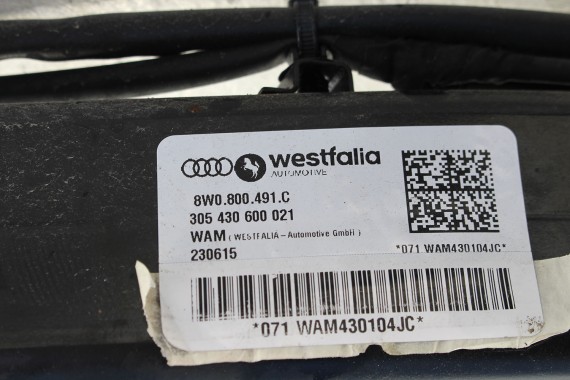 westfalia
AUTOMOTIVE
8W0.800.491.C
305 430 600 021
WAM ( WESTFALIA - Automotive GmbH )
230615
*071 WAM430104JC*
*071 WAM430104JC*